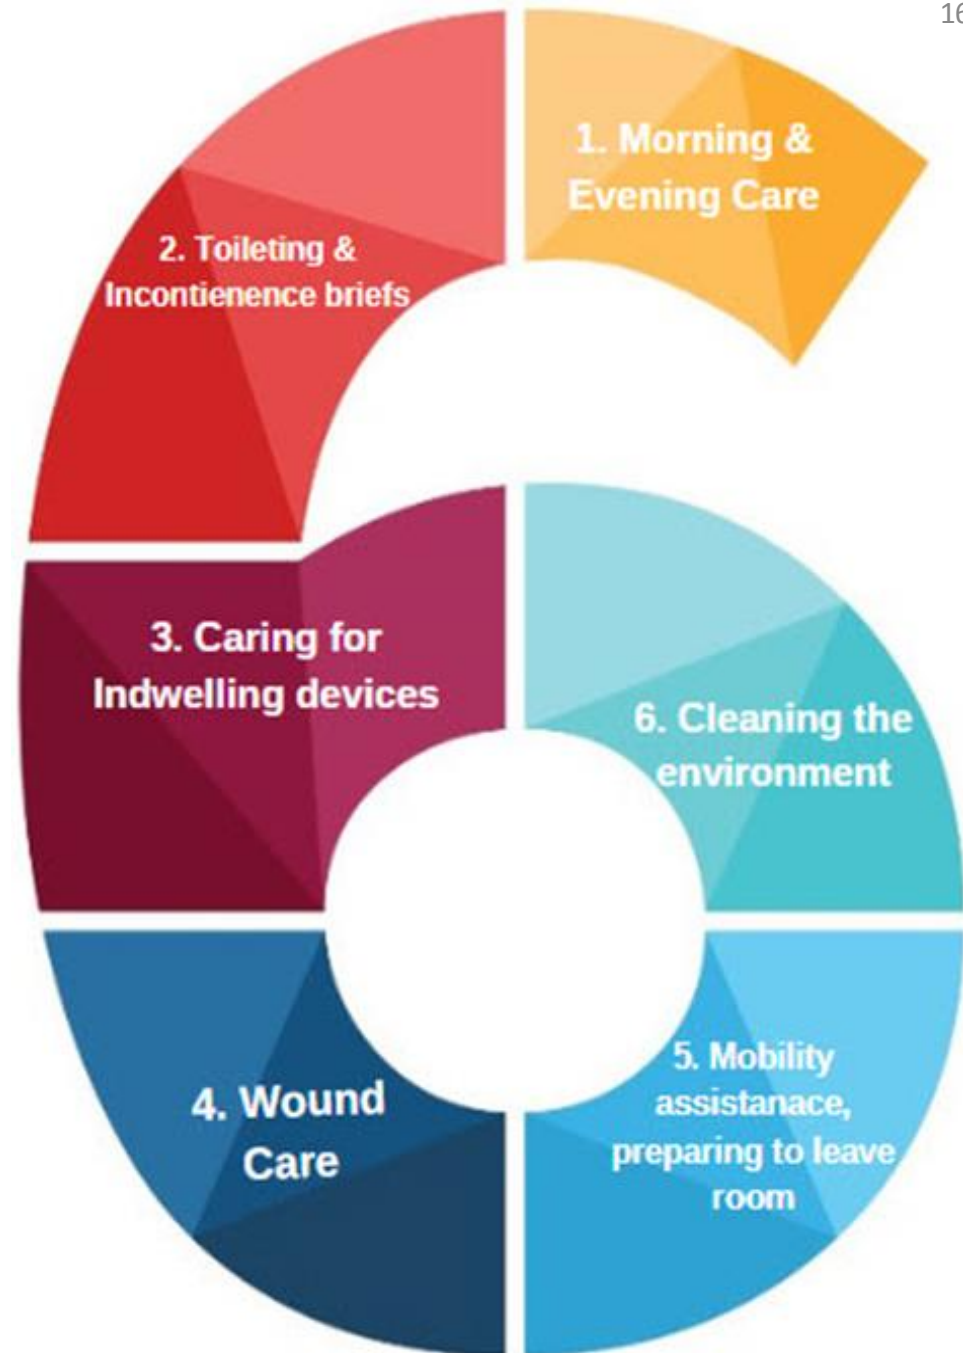 16
1. Morning &
Evening Care
2. Toileting &
Incontienence briefs
3. Caring for
Indwelling devices
4. Wound
Care
5. Mobility
assistanace,
preparing to leave
room
6. Cleaning the
environment